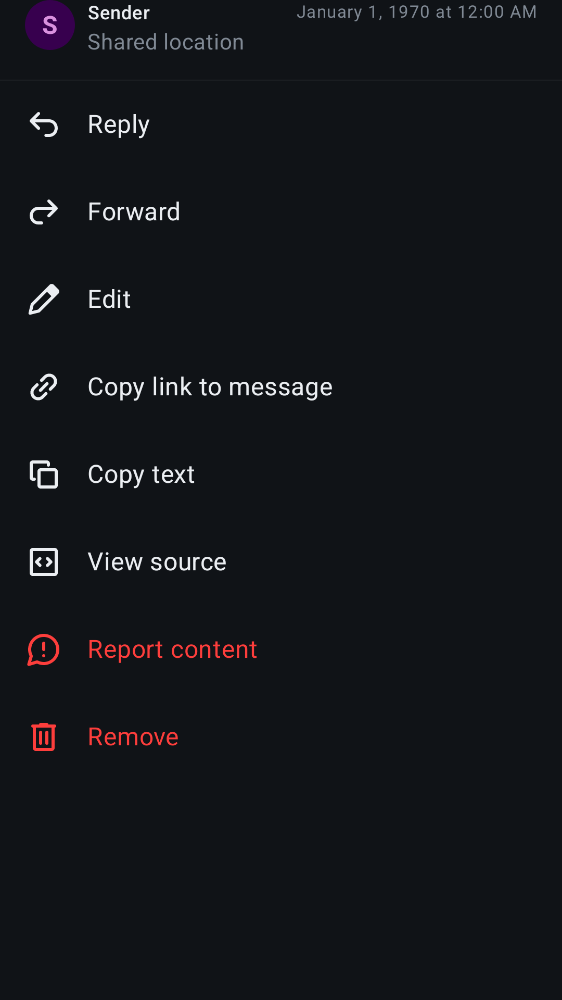 S
Sender
January 1, 1970 at 12:00 AM
Shared location
Reply
Forward
Edit
Copy link to message
Copy text
View source
Report content
Remove